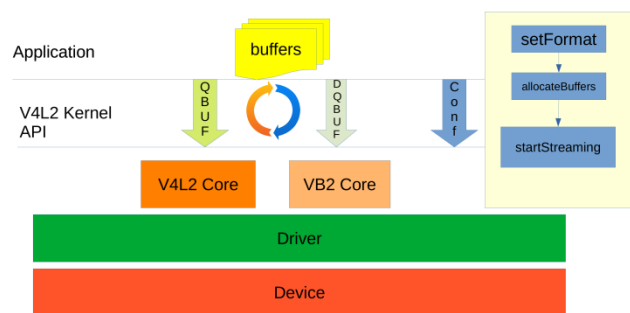 Application
buffers
setFormat
allocateBuffers
startStreaming
V4L2 Kernel
API
QBUF
DQBUF
Conf
V4L2 Core
VB2 Core
Driver
Device